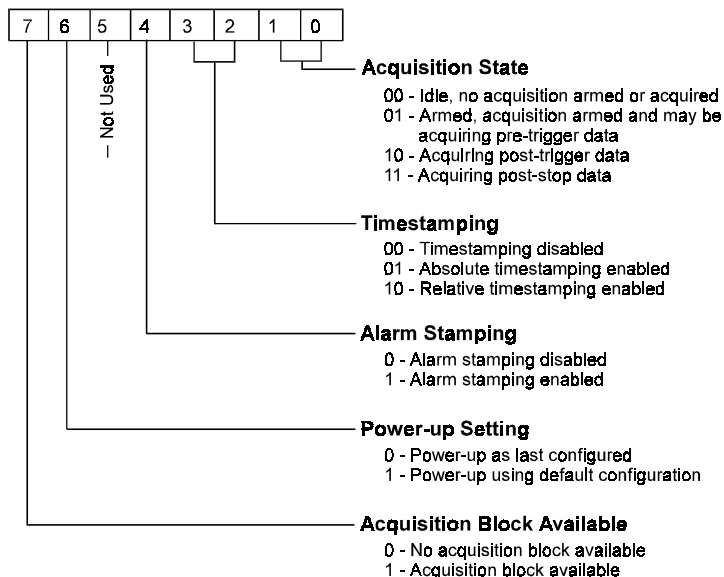 7 6 5 4 3 2 1 0
— Not Used —
Acquisition State
00 - Idle, no acquisition armed or acquired
01 - Armed, acquisition armed and may be
acquiring pre-trigger data
10 - Acquiring post-trigger data
11 - Acquiring post-stop data
Timestamping
00 - Timestamping disabled
01 - Absolute timestamping enabled
10 - Relative timestamping enabled
Alarm Stamping
0 - Alarm stamping disabled
1 - Alarm stamping enabled
Power-up Setting
0 - Power-up as last configured
1 - Power-up using default configuration
Acquisition Block Available
0 - No acquisition block available
1 - Acquisition block available